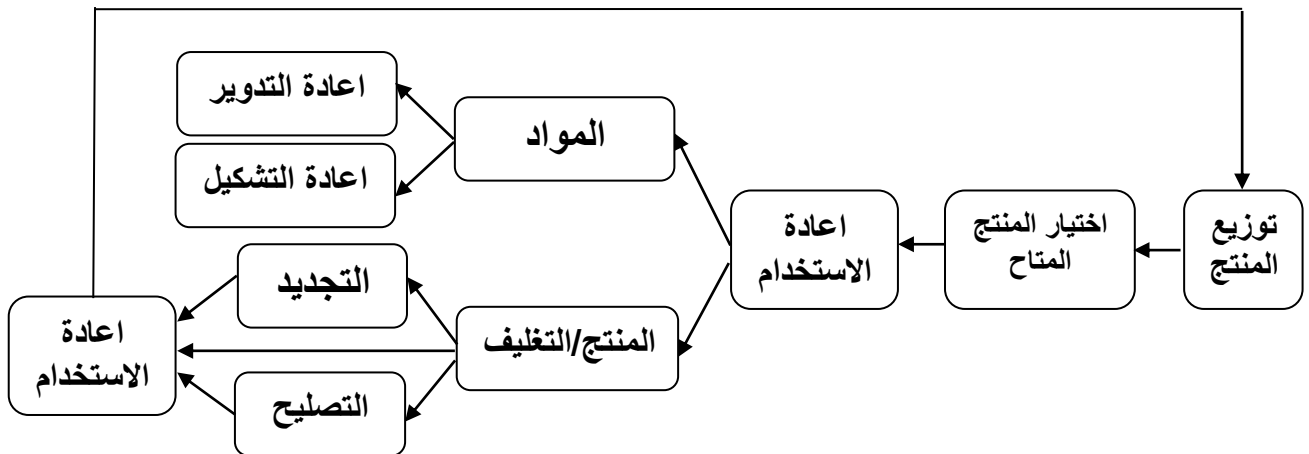 توزيع
المنتج
اختيار المنتج
المتاح
اعادة
الاستخدام
المواد
اعادة التدوير
اعادة التشكيل
المنتج/التغليف
التجديد
التصليح
اعادة
الاستخدام